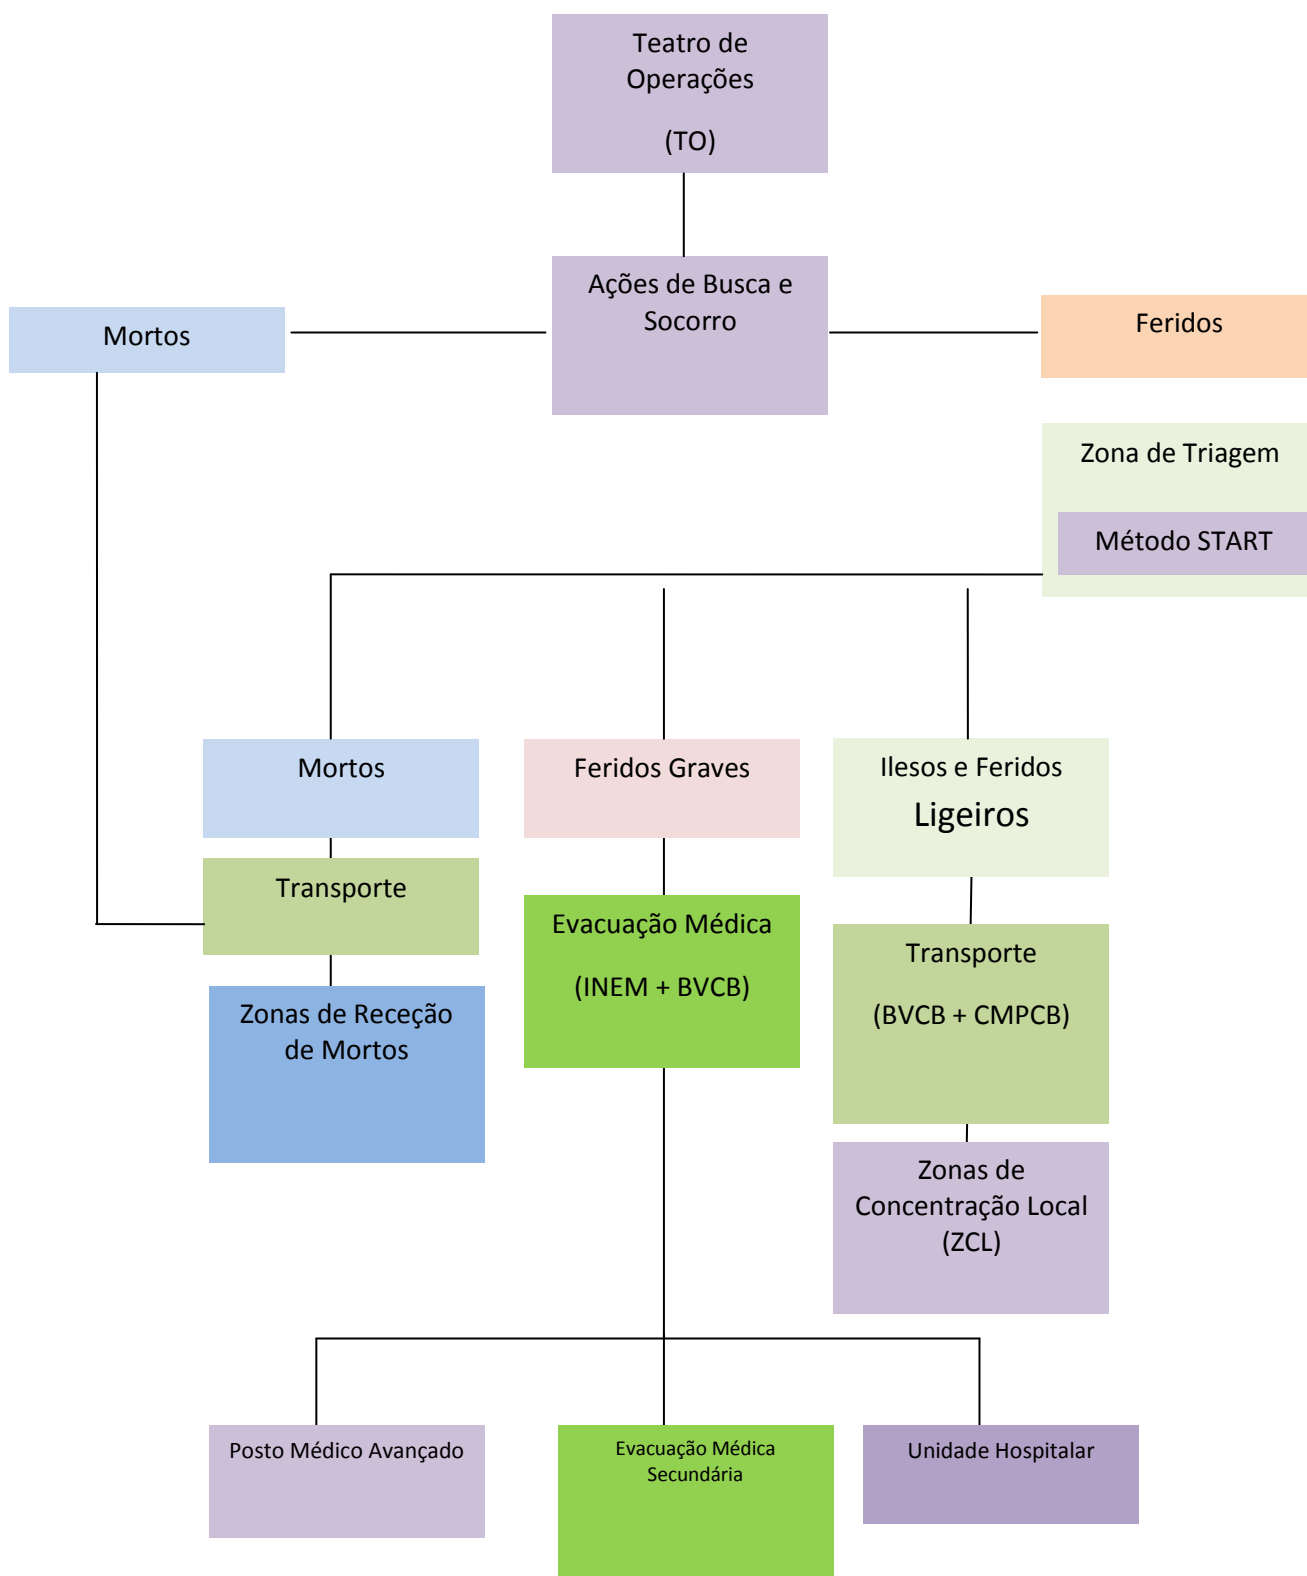 Teatro de
Operações
(TO)
Ações de Busca e
Socorro
Mortos
Feridos
Zona de Triagem
Método START
Mortos
Feridos Graves
Ilesos e Feridos
Ligeiros
Transporte
Evacuação Médica
(INEM + BVCB)
Transporte
(BVCB + CMPCB)
Zonas de Receção
de Mortos
Zonas de
Concentração Local
(ZCL)
Posto Médico Avançado
Evacuação Médica
Secundária
Unidade Hospitalar